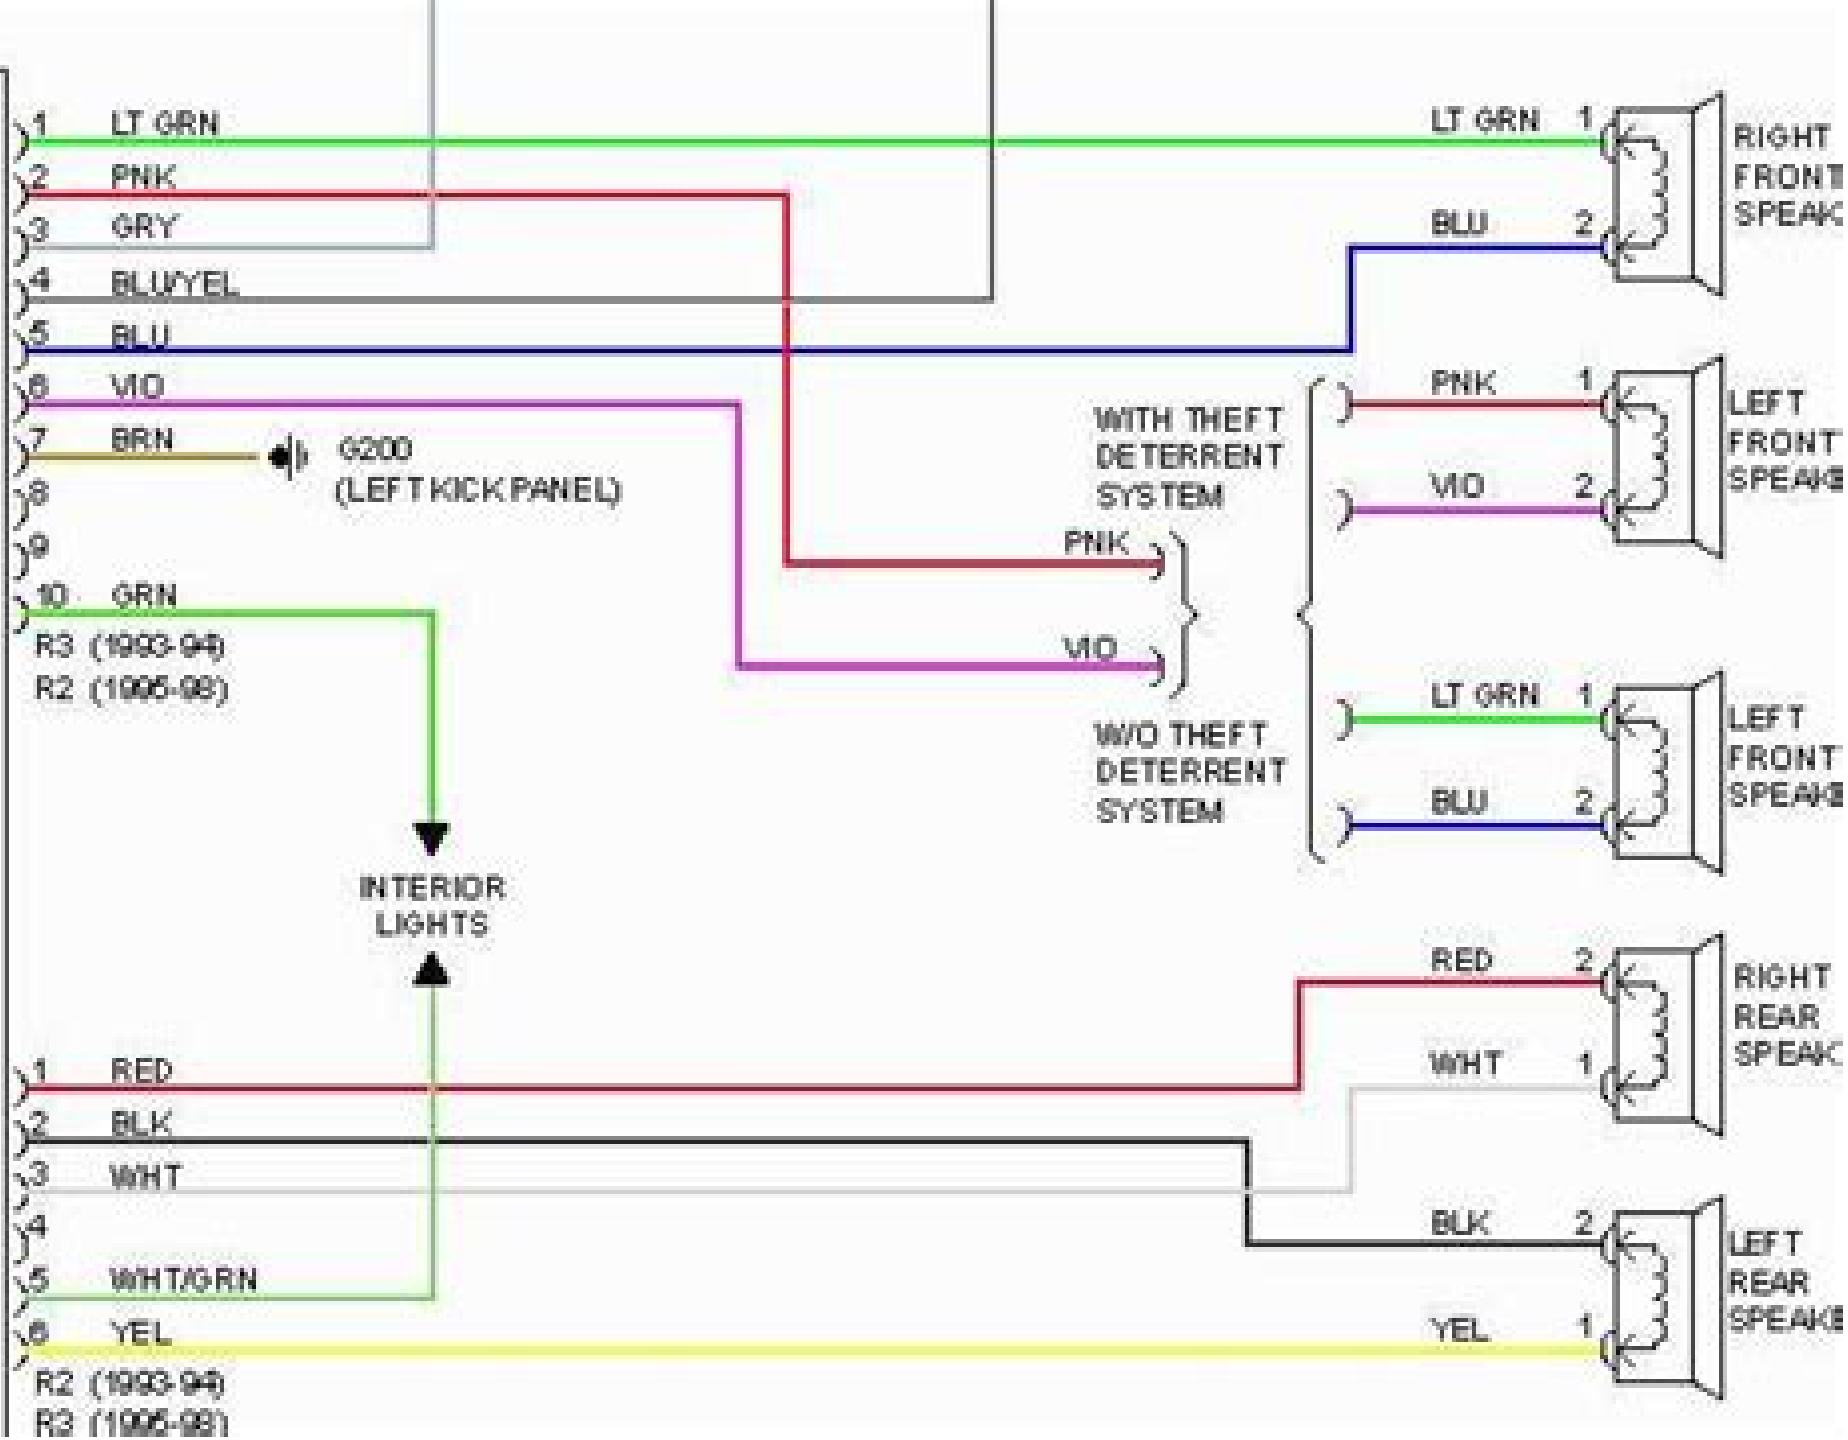 1 LT GRN
LT GRN 1
RIGHT
FRONT
2 PNK
3 GRY
BLU 2
4 BLU/YEL
5 BLU
6 VIO
PNK 1
LEFT
FRONT
7 BRN
G200
(LEFT KICK PANEL)
WITH THEFT
DETERRENT
SYSTEM
VIO 2
8
9
PNK
10 GRN
R3 (1993-94)
R2 (1995-98)
VIO
LT GRN 1
LEFT
FRONT
W/O THEFT
DETERRENT
SYSTEM
BLU 2
INTERIOR
LIGHTS
RED 2
RIGHT
REAR
WHT 1
1 RED
2 BLK
3 WHT
4
BLK 2
LEFT
REAR
5 WHT/GRN
6 YEL
YEL 1
R2 (1993-94)
R3 (1995-98)